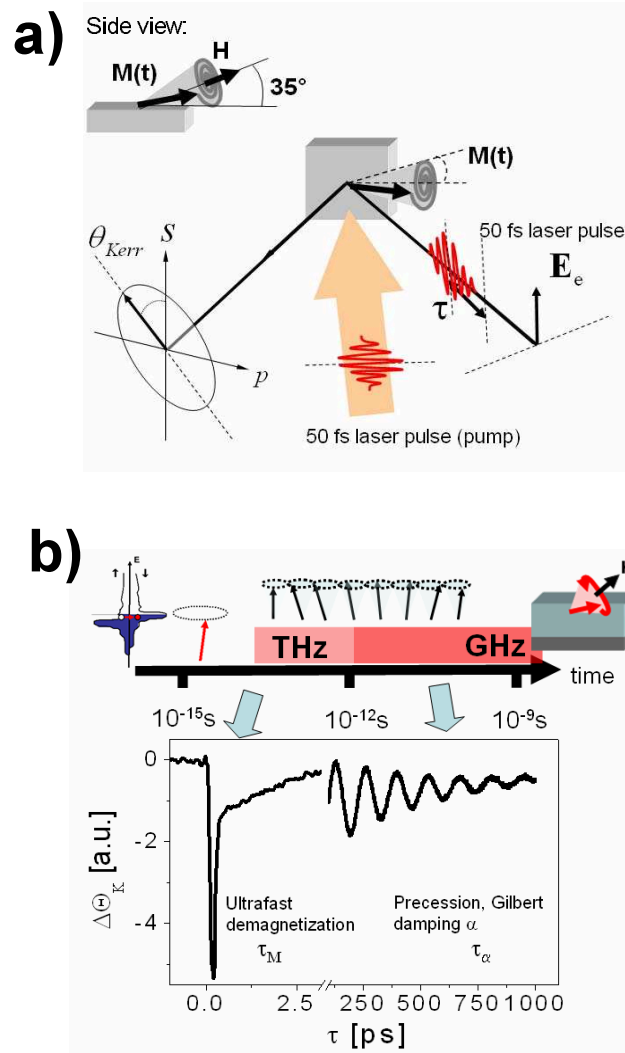 a)
Side view:
H
M(t)
35°
M(t)
50 fs laser pulse
θKerr
S
E e
τ
p
50 fs laser pulse (pump)
b)
E
↑ ↓
THz
GHz
time
10⁻¹⁵s
10⁻¹²s
10⁻⁹s
0
-2
-4
ΔΘK [a.u.]
Ultrafast
demagnetization
τM
Precession, Gilbert
damping α
τα
0.0 2.5 250 500 750 1000
τ [ps]